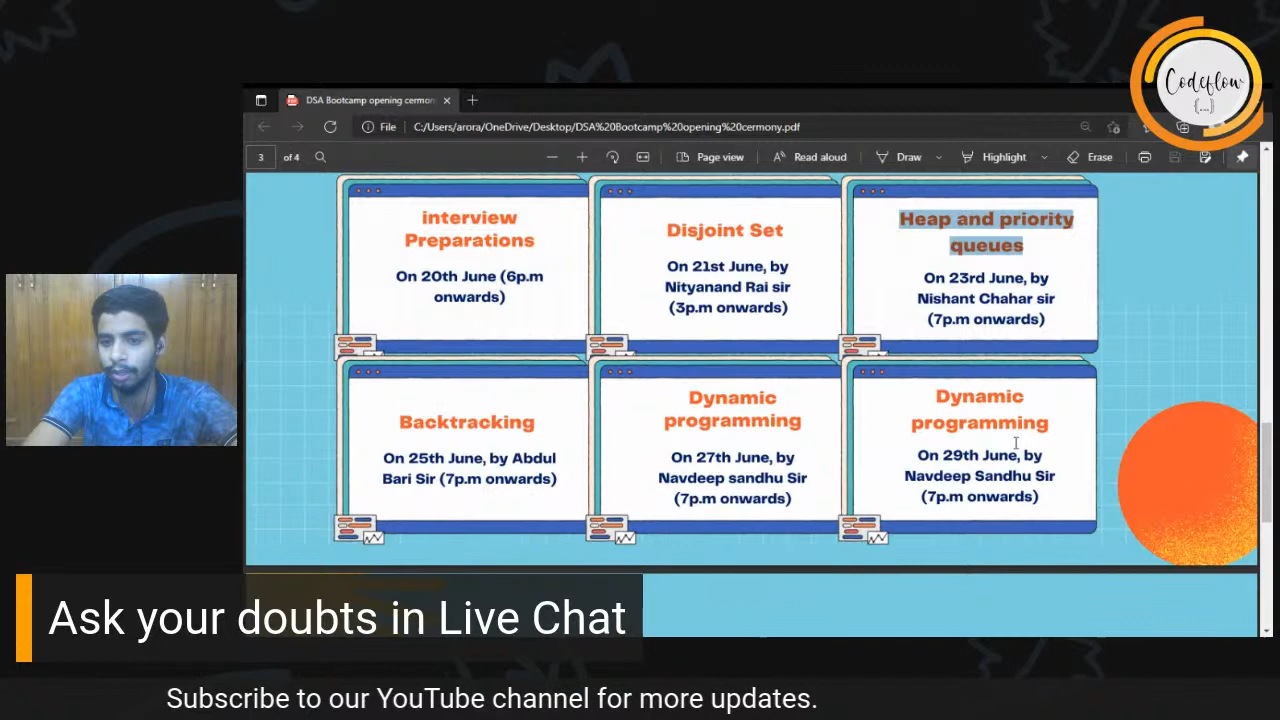 Codeflow
{...}
DSA Bootcamp opening cermon
File
C:/Users/arora/OneDrive/Desktop/DSA%20Bootcamp%20opening%20cermony.pdf
3 of 4
Page view
Read aloud
Draw
Highlight
Erase
interview
Preparations
On 20th June (6p.m
onwards)
Disjoint Set
On 21st June, by
Nityanand Rai sir
(3p.m onwards)
Heap and priority
queues
On 23rd June, by
Nishant Chahar sir
(7p.m onwards)
Backtracking
On 25th June, by Abdul
Bari Sir (7p.m onwards)
Dynamic
programming
On 27th June, by
Navdeep sandhu Sir
(7p.m onwards)
Dynamic
programming
On 29th June, by
Navdeep Sandhu Sir
(7p.m onwards)
Ask your doubts in Live Chat
Subscribe to our YouTube channel for more updates.